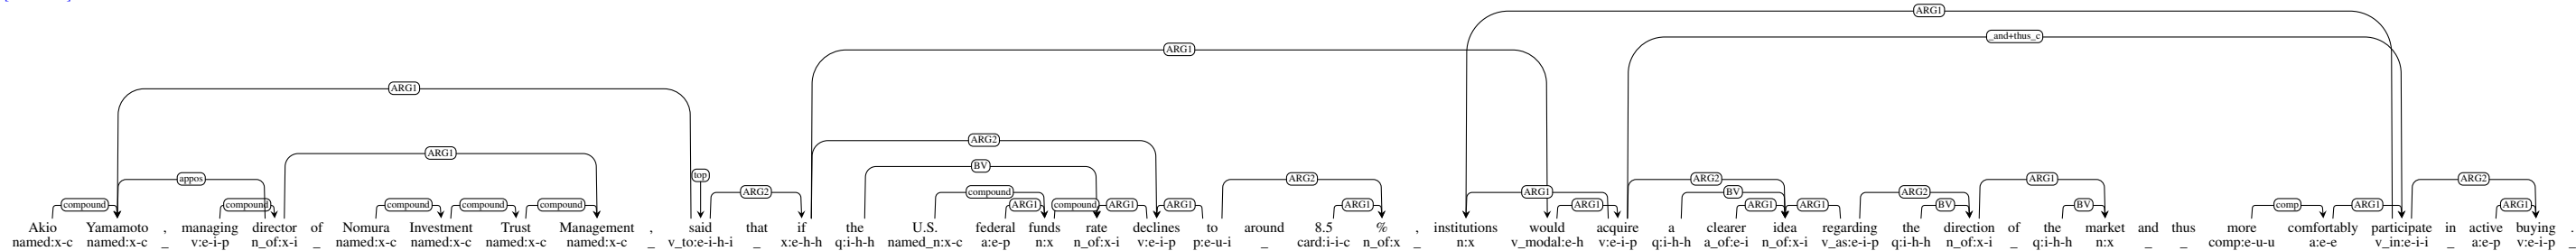 ARG1
_and+thus_c
ARG1
ARG1
ARG2
ARG1
BV
top
appos ARG2 ARG2 ARG2 ARG2 ARG1 ARG2
compound ARG1 BV
compound compound compound compound compound ARG1 compound ARG1 ARG1 ARG1 ARG1 ARG1 ARG1 BV BV comp ARG1 ARG1
Akio Yamamoto , managing director of Nomura Investment Trust Management , said that if the U.S. federal funds rate declines to around 8.5 % , institutions would acquire a clearer idea regarding the direction of the market and thus more comfortably participate in active buying
named:x-c named:x-c _ v:e-i-p n_of:x-i _ named:x-c named:x-c named:x-c named:x-c _ v_to:e-i-h-i _ x:e-h-h q:i-h-h named_n:x-c a:e-p n:x n_of:x-i v:e-i-p p:e-u-i _ card:i-i-c n_of:x _ n:x v_modal:e-h v:e-i-p q:i-h-h a_of:e-i n_of:x-i v_as:e-i-p q:i-h-h n_of:x-i _ q:i-h-h n:x _ _ comp:e-u-u a:e-e v_in:e-i-i _ a:e-p v:e-i-p